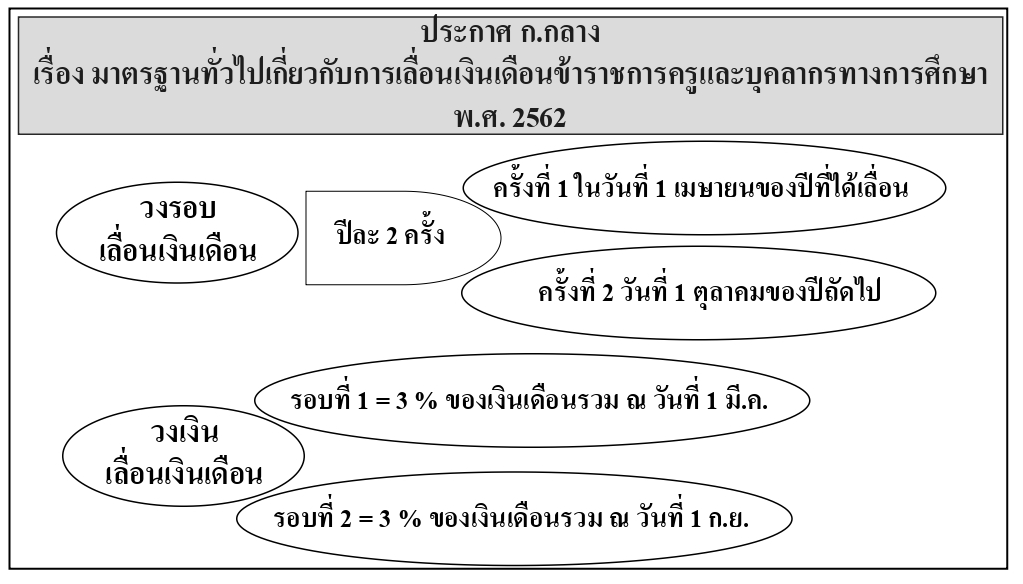 ประกาศ ก.กลาง
เรื่อง มาตรฐานทั่วไปเกี่ยวกับการเลื่อนเงินเดือนข้าราชการครูและบุคลากรทางการศึกษา
พ.ศ. 2562
วงรอบ
เลื่อนเงินเดือน
ปีละ 2 ครั้ง
ครั้งที่ 1 ในวันที่ 1 เมษายนของปีที่ได้เลื่อน
ครั้งที่ 2 วันที่ 1 ตุลาคมของปีถัดไป
วงเงิน
เลื่อนเงินเดือน
รอบที่ 1 = 3 % ของเงินเดือนรวม ณ วันที่ 1 มี.ค.
รอบที่ 2 = 3 % ของเงินเดือนรวม ณ วันที่ 1 ก.ย.